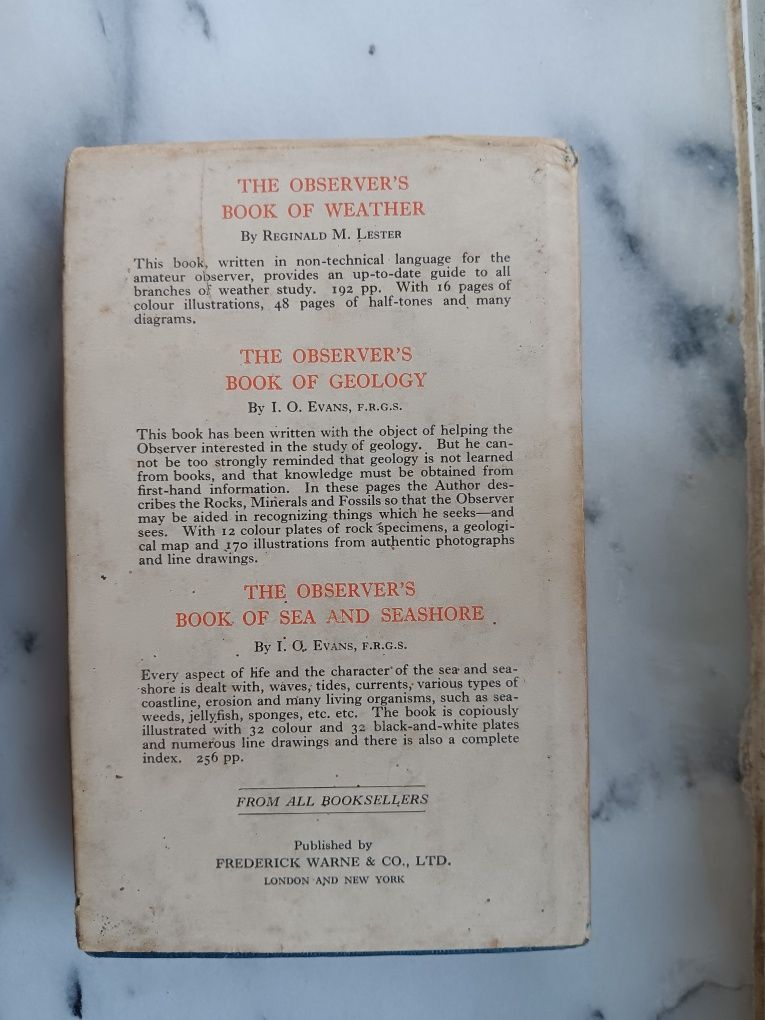 THE OBSERVER'S
BOOK OF WEATHER
By REGINALD M. LESTER
This book, written in non-technical language for the
amateur observer, provides an up-to-date guide to all
branches of weather study. 192 pp. With 16 pages of
colour illustrations, 48 pages of half-tones and many
diagrams.
THE OBSERVER'S
BOOK OF GEOLOGY
By I. O. EVANS, F.R.G.S.
This book has been written with the object of helping the
Observer interested in the study of geology. But he can-
not be too strongly reminded that geology is not learned
from books, and that knowledge must be obtained from
first-hand information. In these pages the Author des-
cribes the Rocks, Minerals and Fossils so that the Observer
may be aided in recognizing things which he seeks—and
sees. With 12 colour plates of rock specimens, a geologi-
cal map and 170 illustrations from authentic photographs
and line drawings.
THE OBSERVER'S
BOOK OF SEA AND SEASHORE
By I. O. EVANS, F.R.G.S.
Every aspect of life and the character of the sea and sea-
shore is dealt with, waves, tides, currents, various types of
coastline, erosion and many living organisms, such as sea-
weeds, jellyfish, sponges, etc. etc. The book is copiously
illustrated with 32 colour and 32 black-and-white plates
and numerous line drawings and there is also a complete
index. 256 pp.
FROM ALL BOOKSELLERS
Published by
FREDERICK WARNE & CO., LTD.
LONDON AND NEW YORK